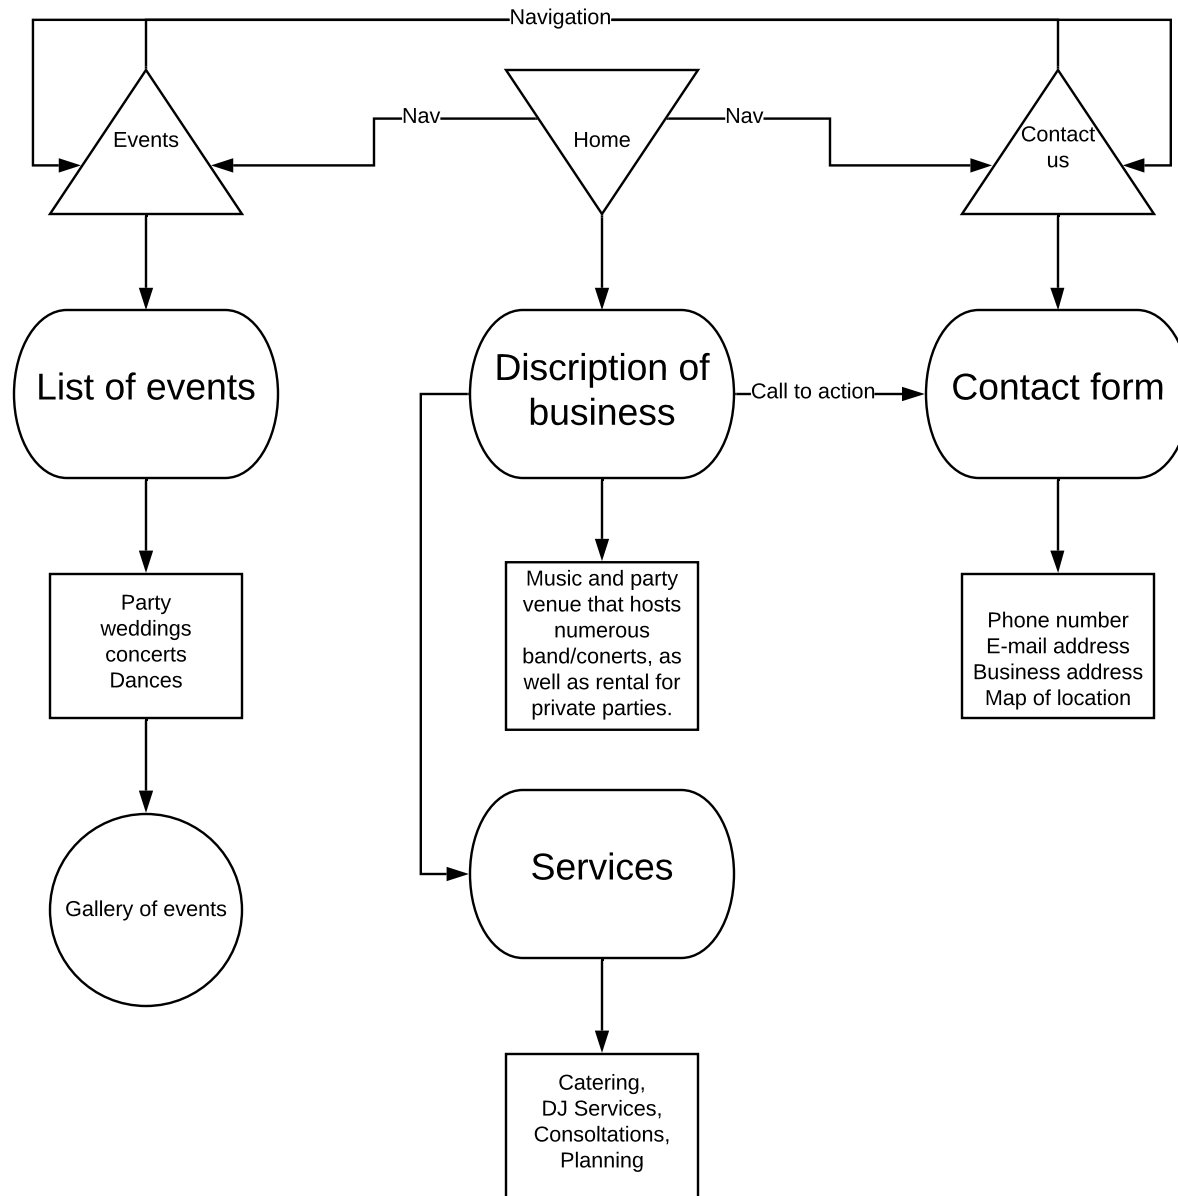 Navigation
Nav
Nav
Events
Home
Contact
us
List of events
Discription of
business
Call to action
Contact form
Party
weddings
concerts
Dances
Music and party
venue that hosts
numerous
band/conerts, as
well as rental for
private parties.
Phone number
E-mail address
Business address
Map of location
Gallery of events
Services
Catering,
DJ Services,
Consoltations,
Planning